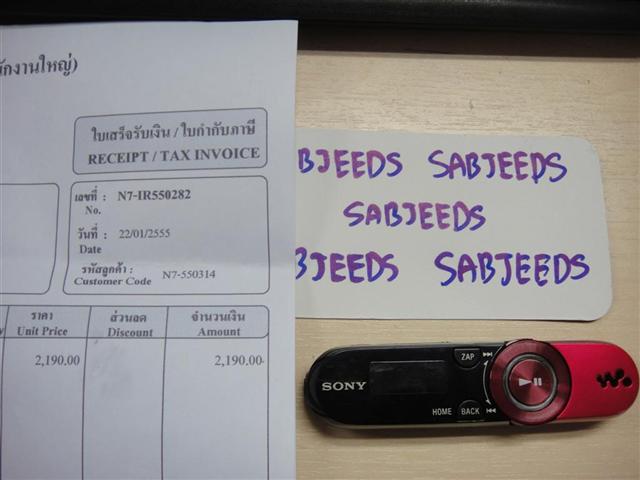 ักงานใหญ่)
ใบเสร็จรับเงิน / ใบกำกับภาษี
RECEIPT / TAX INVOICE
เลขที่ : N7-IR550282
No.
วันที่ : 22/01/2555
Date
รหัสลูกค้า : N7-550314
Customer Code
ราคา ส่วนลด จำนวนเงิน
Unit Price Discount Amount
2,190.00 2,190.00
BJEEDS SABJEEDS
SABJEEDS
BJEEDS SABJEEDS
SONY
ZAP
HOME BACK